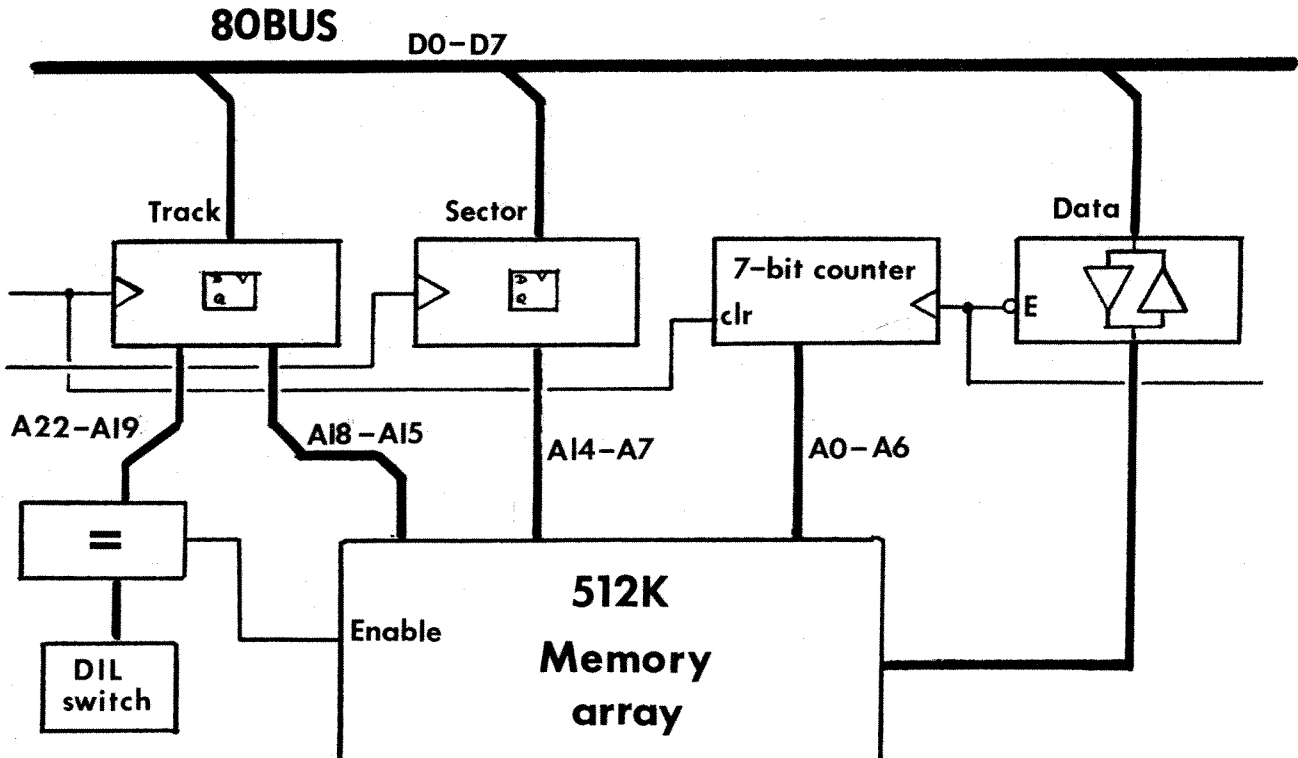 80BUS
D0-D7
Track
Sector
Data
D
Q
D
Q
7-bit counter
clr
E
A22-A19
A18-A15
A14-A7
A0-A6
=
512K
Enable
Memory
array
DIL
switch